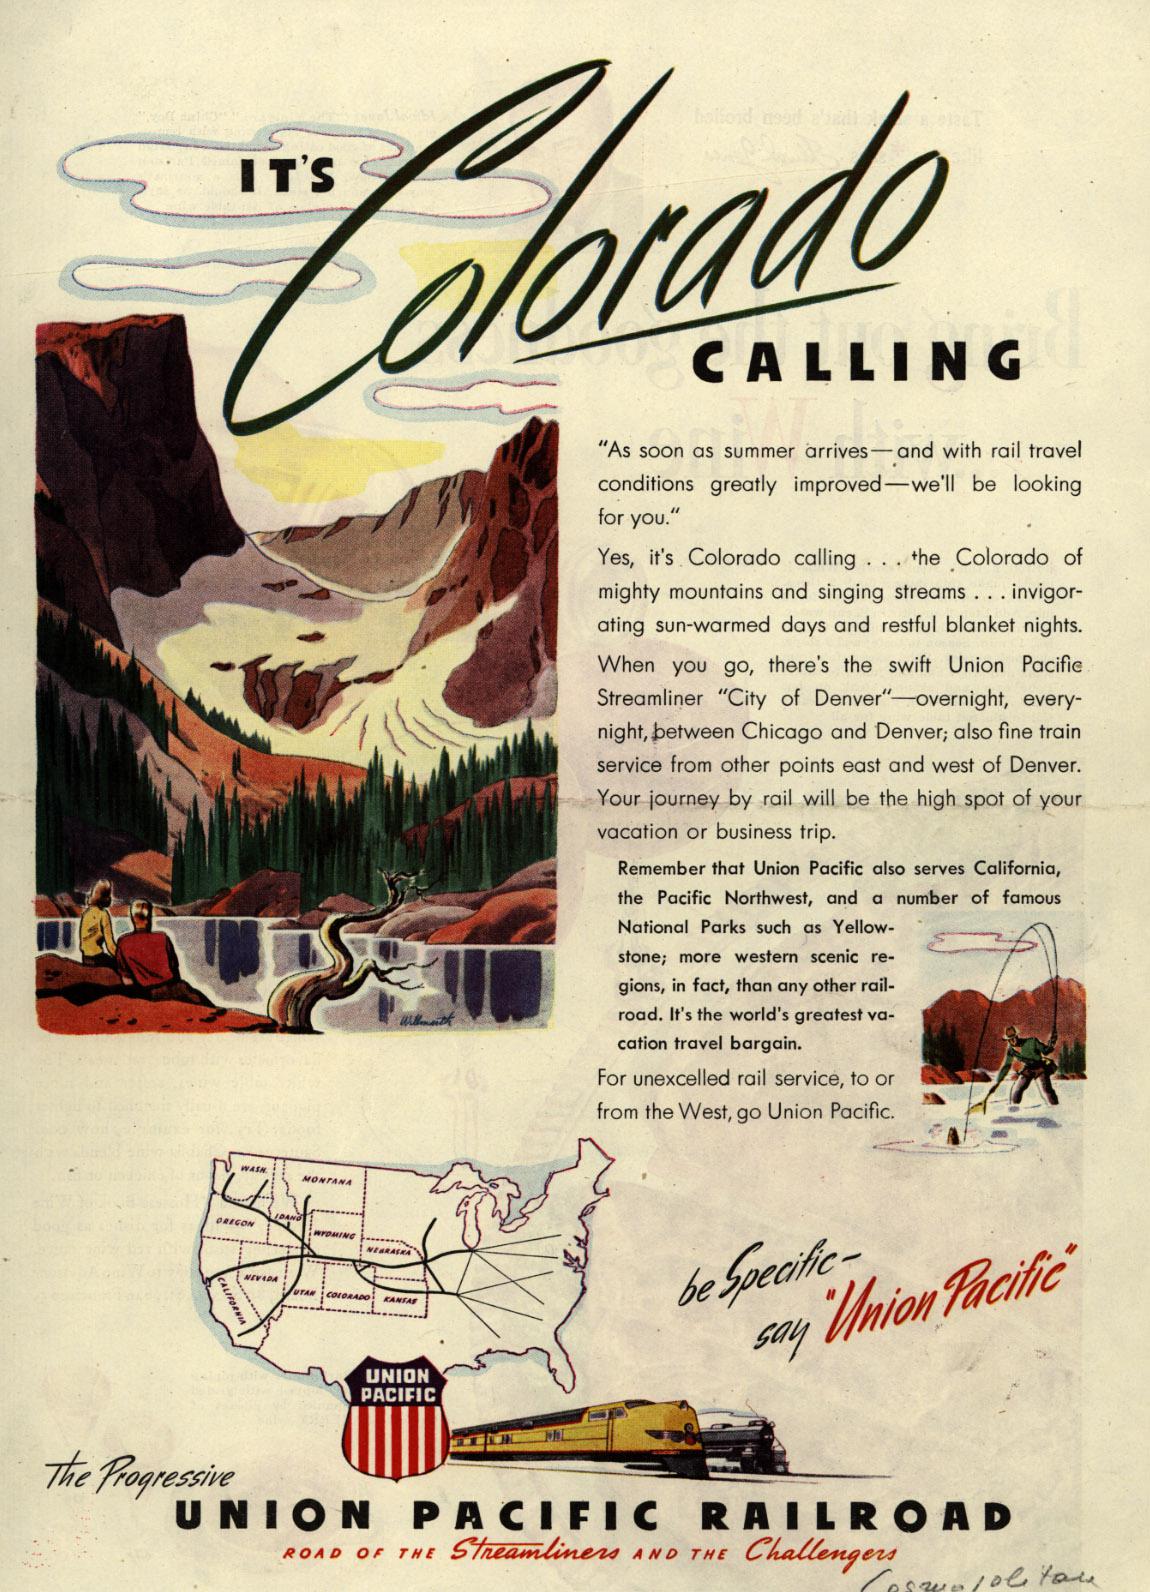 IT'S
Colorado
CALLING
"As soon as summer arrives—and with rail travel
conditions greatly improved—we'll be looking
for you."
Yes, it's Colorado calling . . . the Colorado of
mighty mountains and singing streams . . . invigor-
ating sun-warmed days and restful blanket nights.
When you go, there's the swift Union Pacific
Streamliner "City of Denver"—overnight, every-
night, between Chicago and Denver; also fine train
service from other points east and west of Denver.
Your journey by rail will be the high spot of your
vacation or business trip.
Remember that Union Pacific also serves California,
the Pacific Northwest, and a number of famous
National Parks such as Yellow-
stone; more western scenic re-
gions, in fact, than any other rail-
road. It's the world's greatest va-
cation travel bargain.
For unexcelled rail service, to or
from the West, go Union Pacific.
Willmarth
WASH.
MONTANA
OREGON
IDAHO
WYOMING
NEBRASKA
NEVADA
UTAH
COLORADO
KANSAS
CALIFORNIA
be Specific—
say "Union Pacific"
UNION
PACIFIC
The Progressive
UNION PACIFIC RAILROAD
ROAD OF THE Streamliners AND THE Challengers
Cosmopolitan